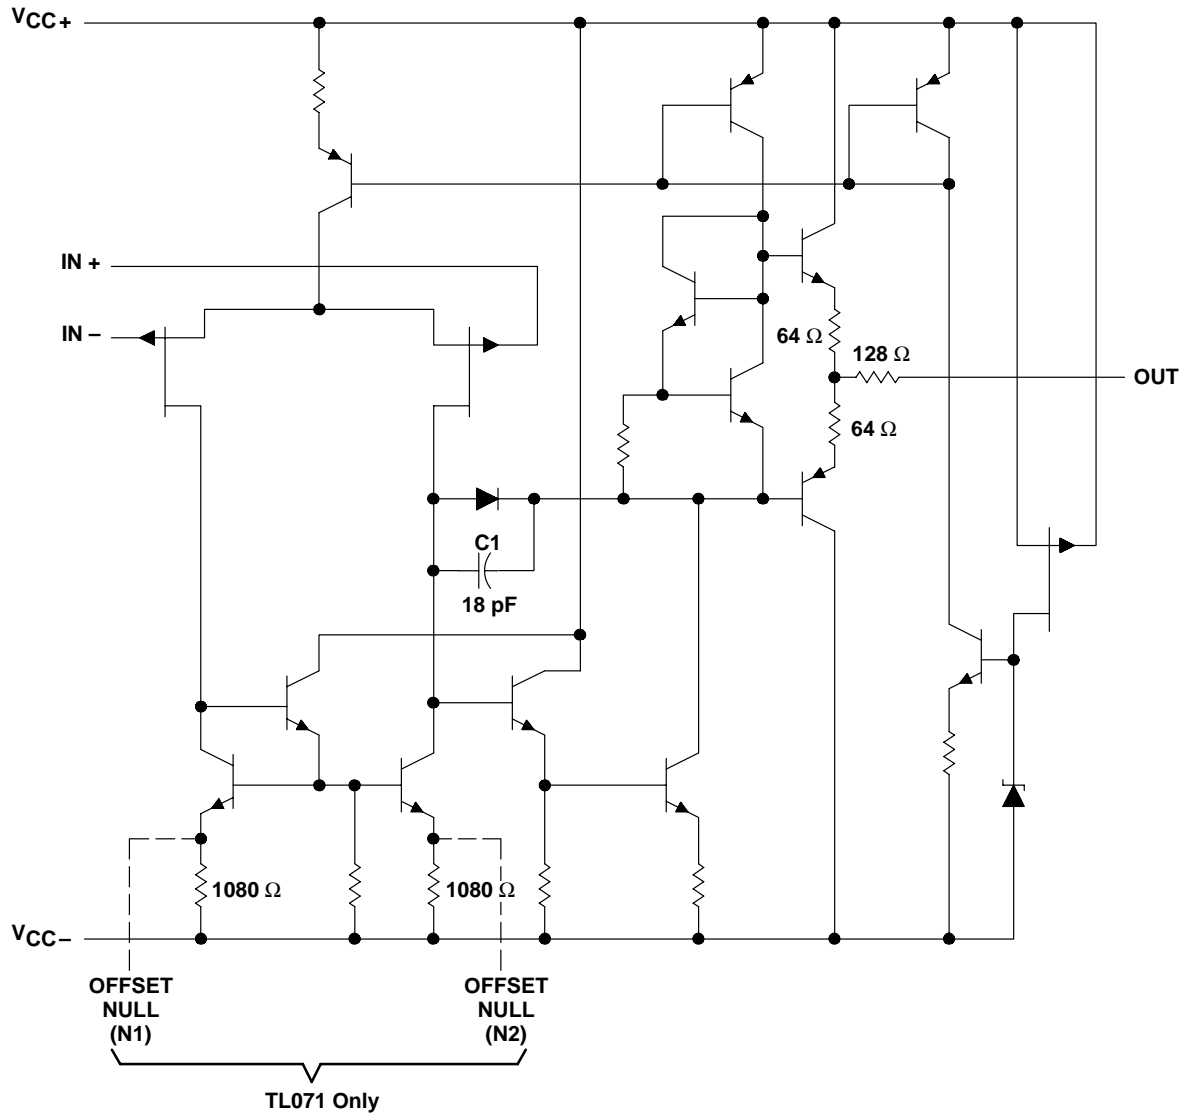 VCC+
IN +
IN –
64 Ω
128 Ω
OUT
64 Ω
C1
18 pF
1080 Ω
1080 Ω
VCC–
OFFSET
NULL
(N1)
OFFSET
NULL
(N2)
TL071 Only